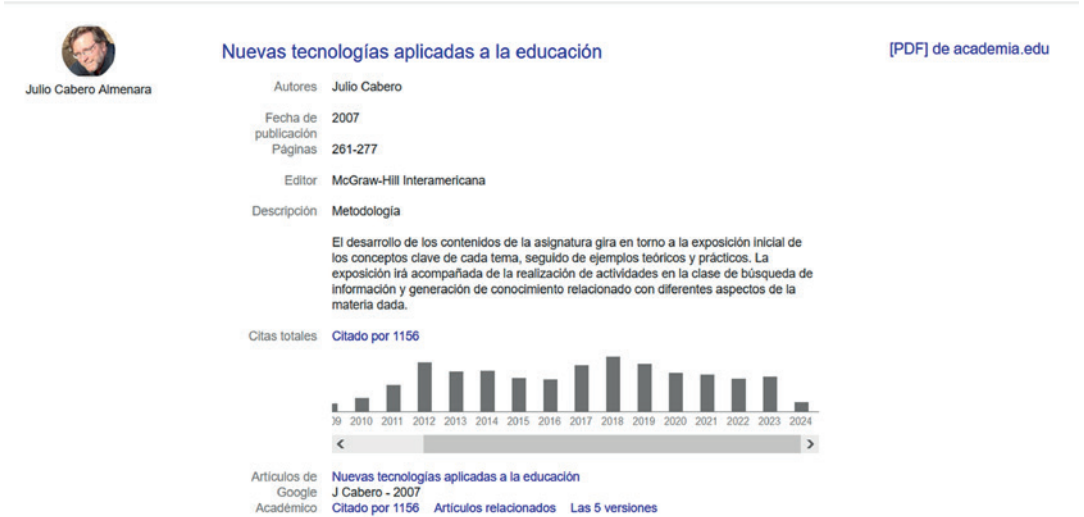 Julio Cabero Almenara
Nuevas tecnologías aplicadas a la educación
[PDF] de academia.edu
Autores Julio Cabero
Fecha de publicación 2007
Páginas 261-277
Editor McGraw-Hill Interamericana
Descripción Metodología
El desarrollo de los contenidos de la asignatura gira en torno a la exposición inicial de
los conceptos clave de cada tema, seguido de ejemplos teóricos y prácticos. La
exposición irá acompañada de la realización de actividades en la clase de búsqueda de
información y generación de conocimiento relacionado con diferentes aspectos de la
materia dada.
Citas totales Citado por 1156
09 2010 2011 2012 2013 2014 2015 2016 2017 2018 2019 2020 2021 2022 2023 2024
Artículos de Google Académico
Nuevas tecnologías aplicadas a la educación
J Cabero - 2007
Citado por 1156 Artículos relacionados Las 5 versiones